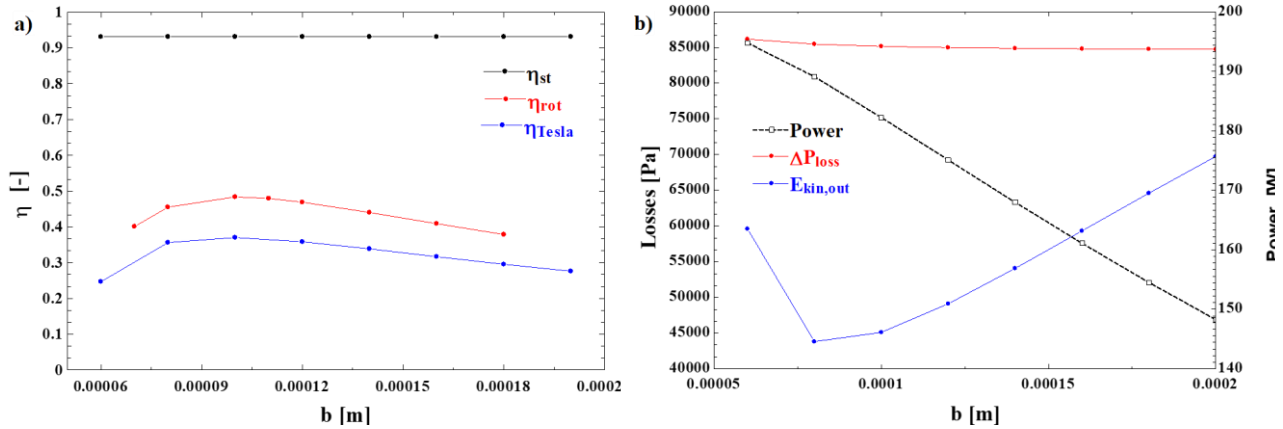 a)
1
0.9
0.8
0.7
0.6
0.5
0.4
0.3
0.2
0.1
0
η [-]
ηst
ηrot
ηTesla
0.00006 0.00009 0.00012 0.00015 0.00018 0.0002
b [m]
b)
90000
85000
80000
75000
70000
65000
60000
55000
50000
45000
40000
Losses [Pa]
Power
ΔPloss
Ekin,out
200
190
180
170
160
150
140
Power [W]
0.00005 0.0001 0.00015 0.0002
b [m]